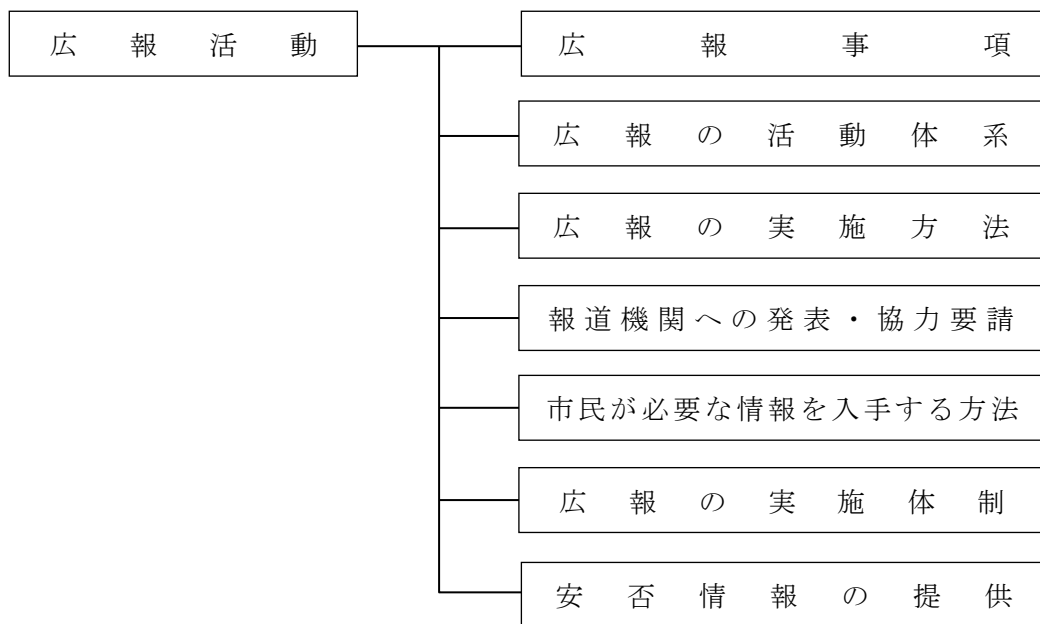 広報活動
広報事項
広報の活動体系
広報の実施方法
報道機関への発表・協力要請
市民が必要な情報を入手する方法
広報の実施体制
安否情報の提供